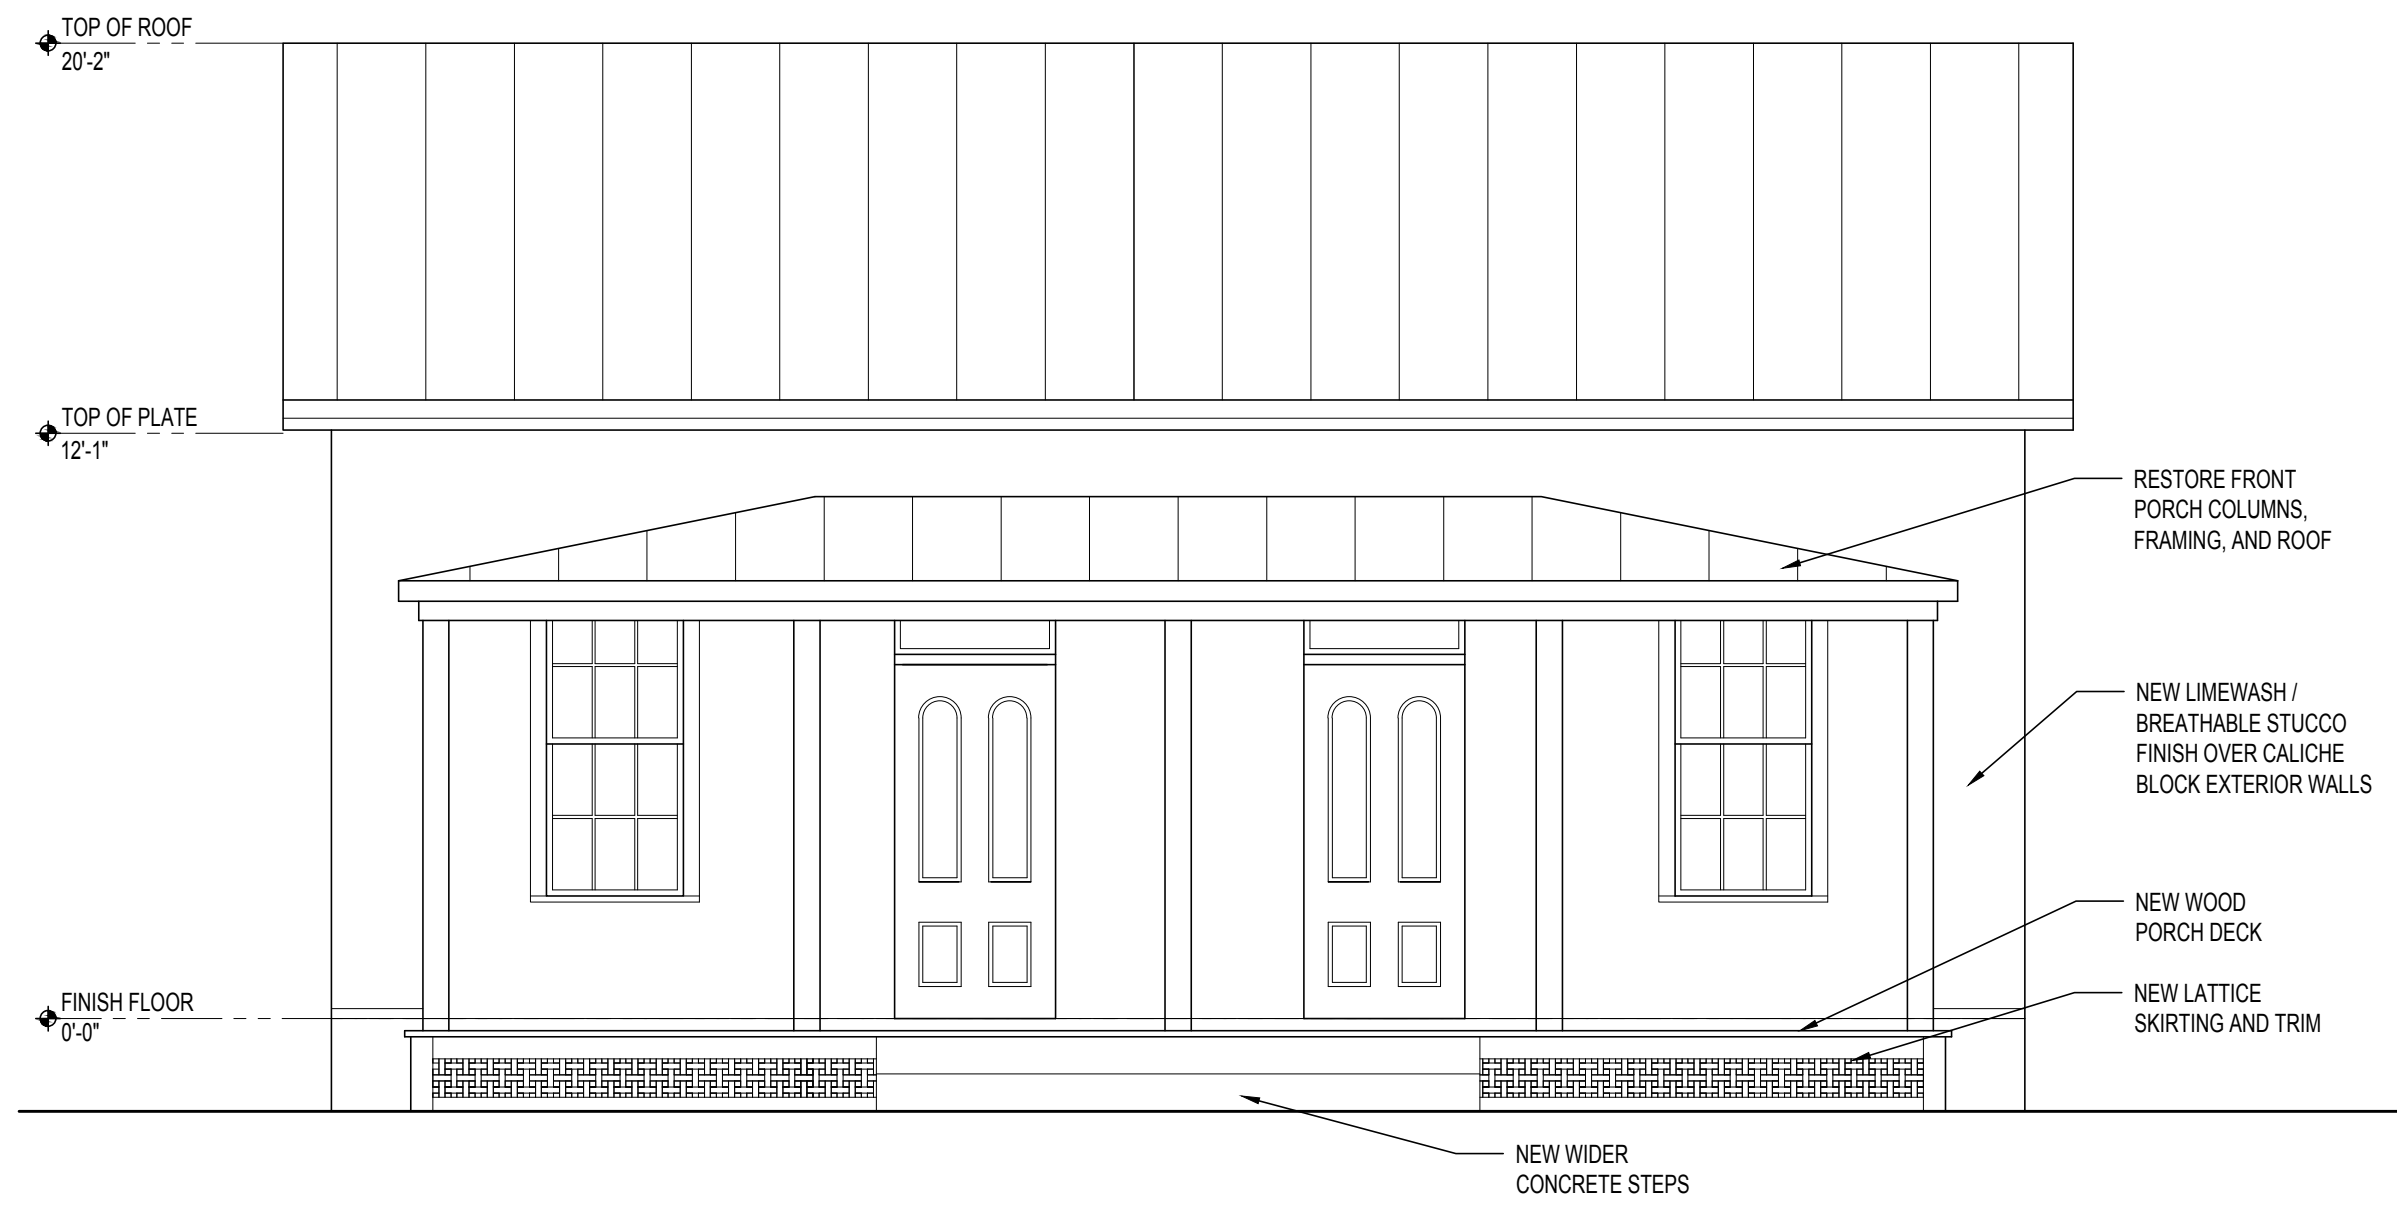 TOP OF ROOF
20'-2"
TOP OF PLATE
12'-1"
RESTORE FRONT
PORCH COLUMNS,
FRAMING, AND ROOF
NEW LIMEWASH /
BREATHABLE STUCCO
FINISH OVER CALICHE
BLOCK EXTERIOR WALLS
NEW WOOD
PORCH DECK
FINISH FLOOR
0'-0"
NEW LATTICE
SKIRTING AND TRIM
NEW WIDER
CONCRETE STEPS